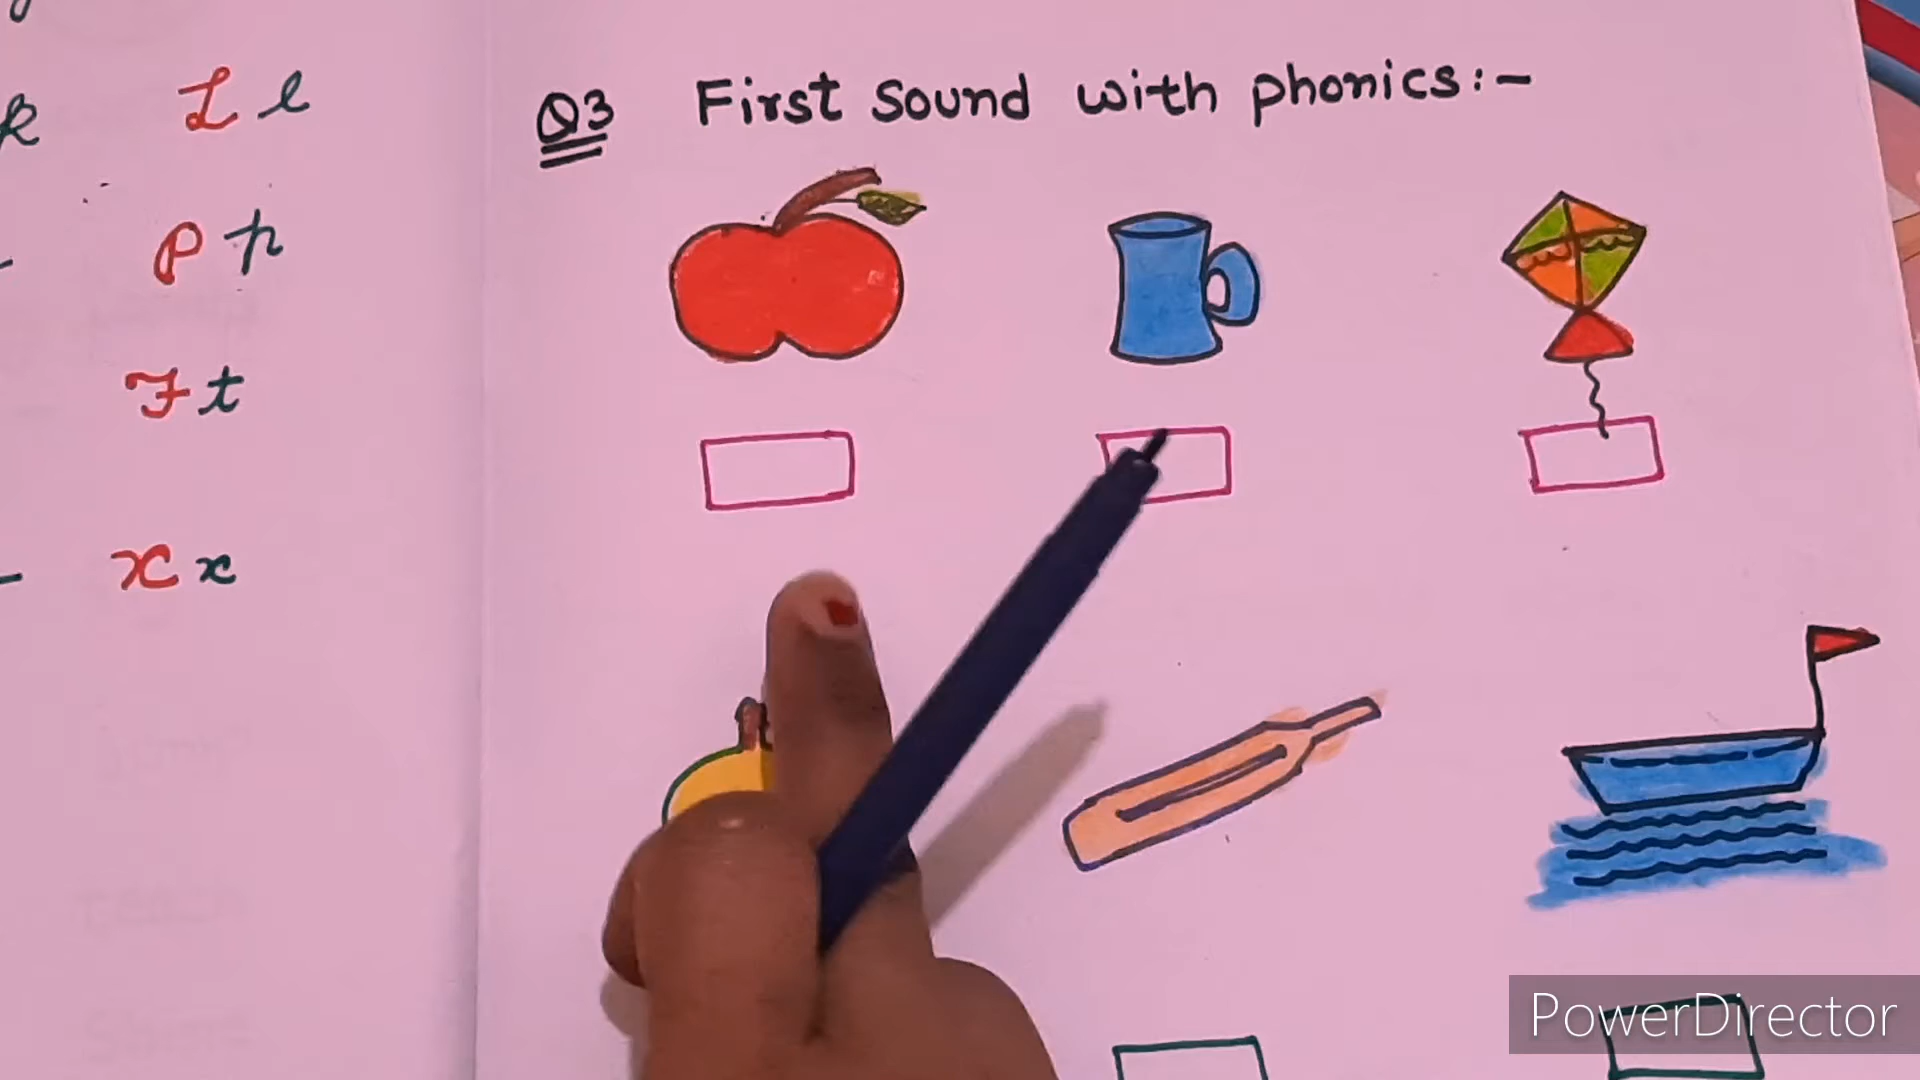 k L l
P p
T t
X x
Q3 First Sound with phonics:-
PowerDirector